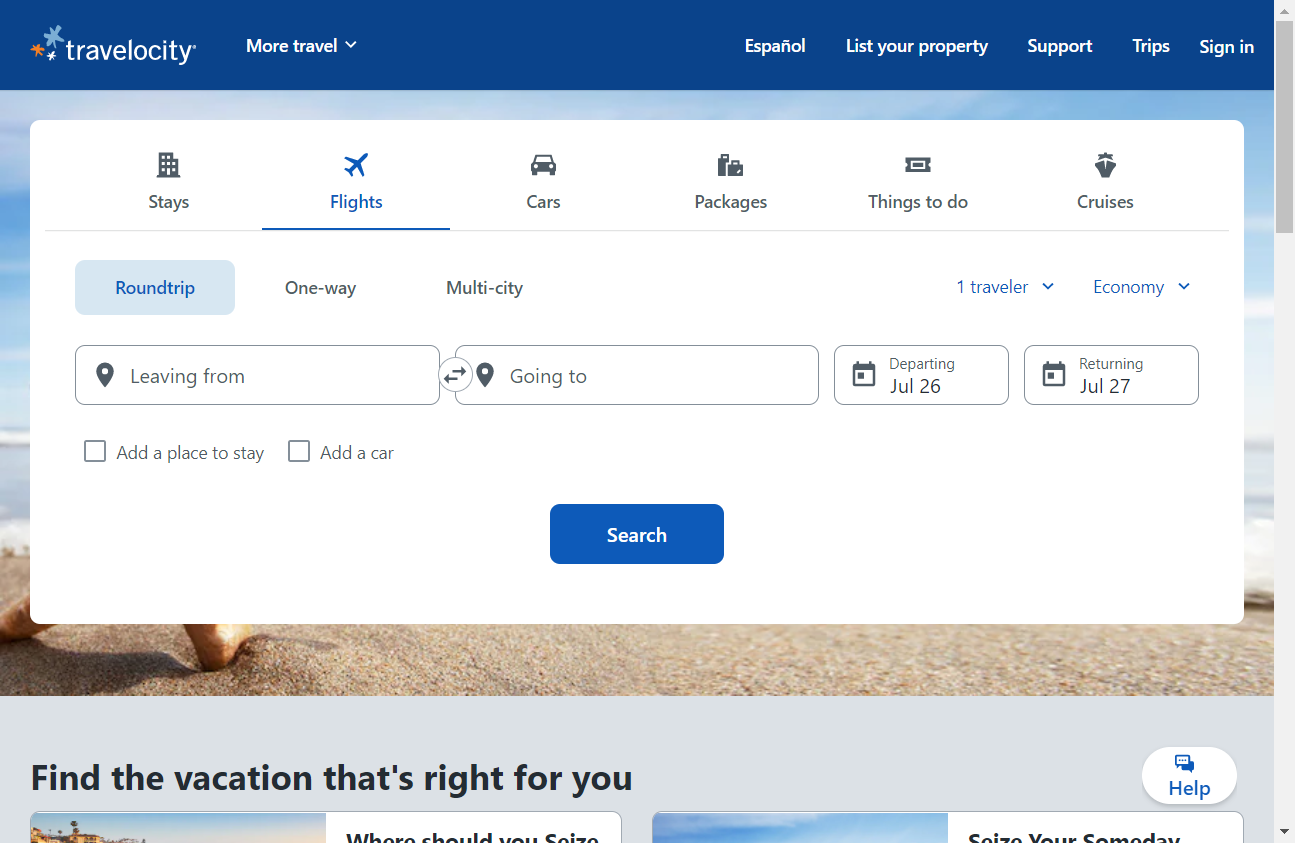 travelocity
More travel
Español
List your property
Support
Trips
Sign in
Stays
Flights
Cars
Packages
Things to do
Cruises
Roundtrip
One-way
Multi-city
1 traveler
Economy
Leaving from
Going to
Departing
Jul 26
Returning
Jul 27
Add a place to stay
Add a car
Search
Find the vacation that's right for you
Help
Where should you Seize
Seize Your Someday